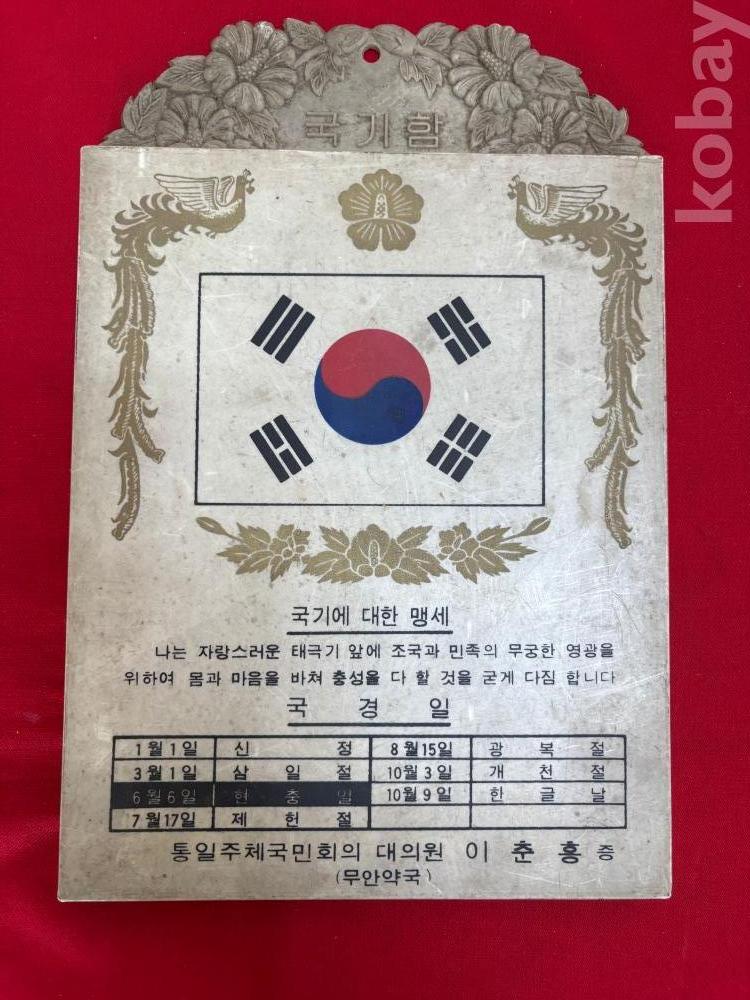 국기함
국기에 대한 맹세
나는 자랑스러운 태극기 앞에 조국과 민족의 무궁한 영광을
위하여 몸과 마음을 바쳐 충성을 다 할 것을 굳게 다짐 합니다
국 경 일
1월1일 신 정 8월15일 광 복 절
3월1일 삼 일 절 10월3일 개 천 절
6월6일 현 충 일 10월9일 한 글 날
7월17일 제 헌 절
통일주체국민회의 대의원 이 춘 홍 증
(무안약국)
kobay